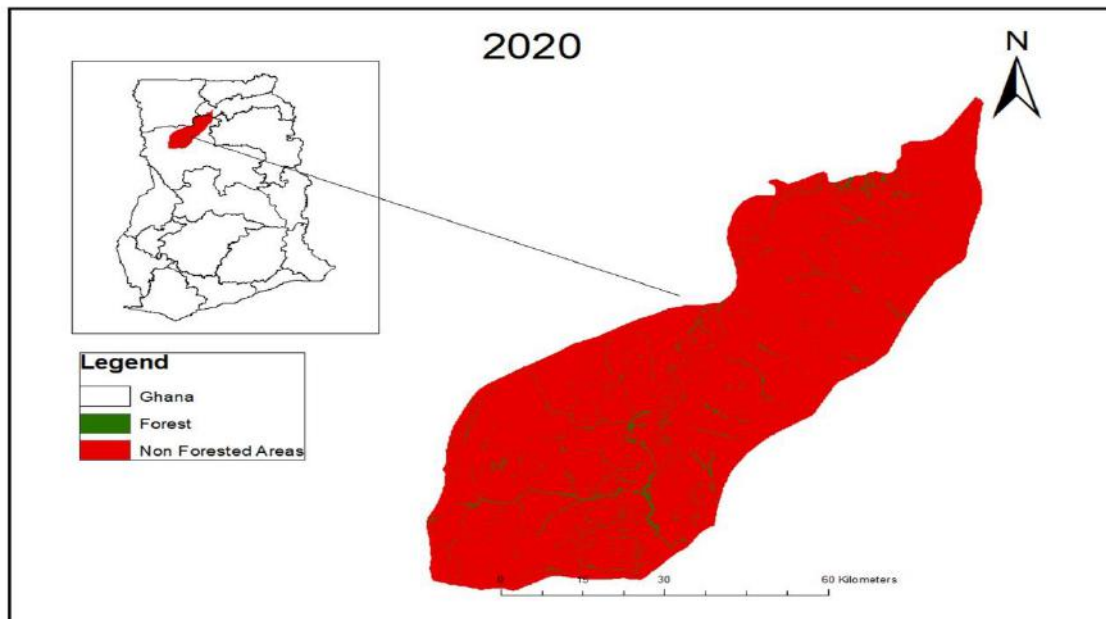 2020
N
Legend
Ghana
Forest
Non Forested Areas
0 15 30 60 Kilometers